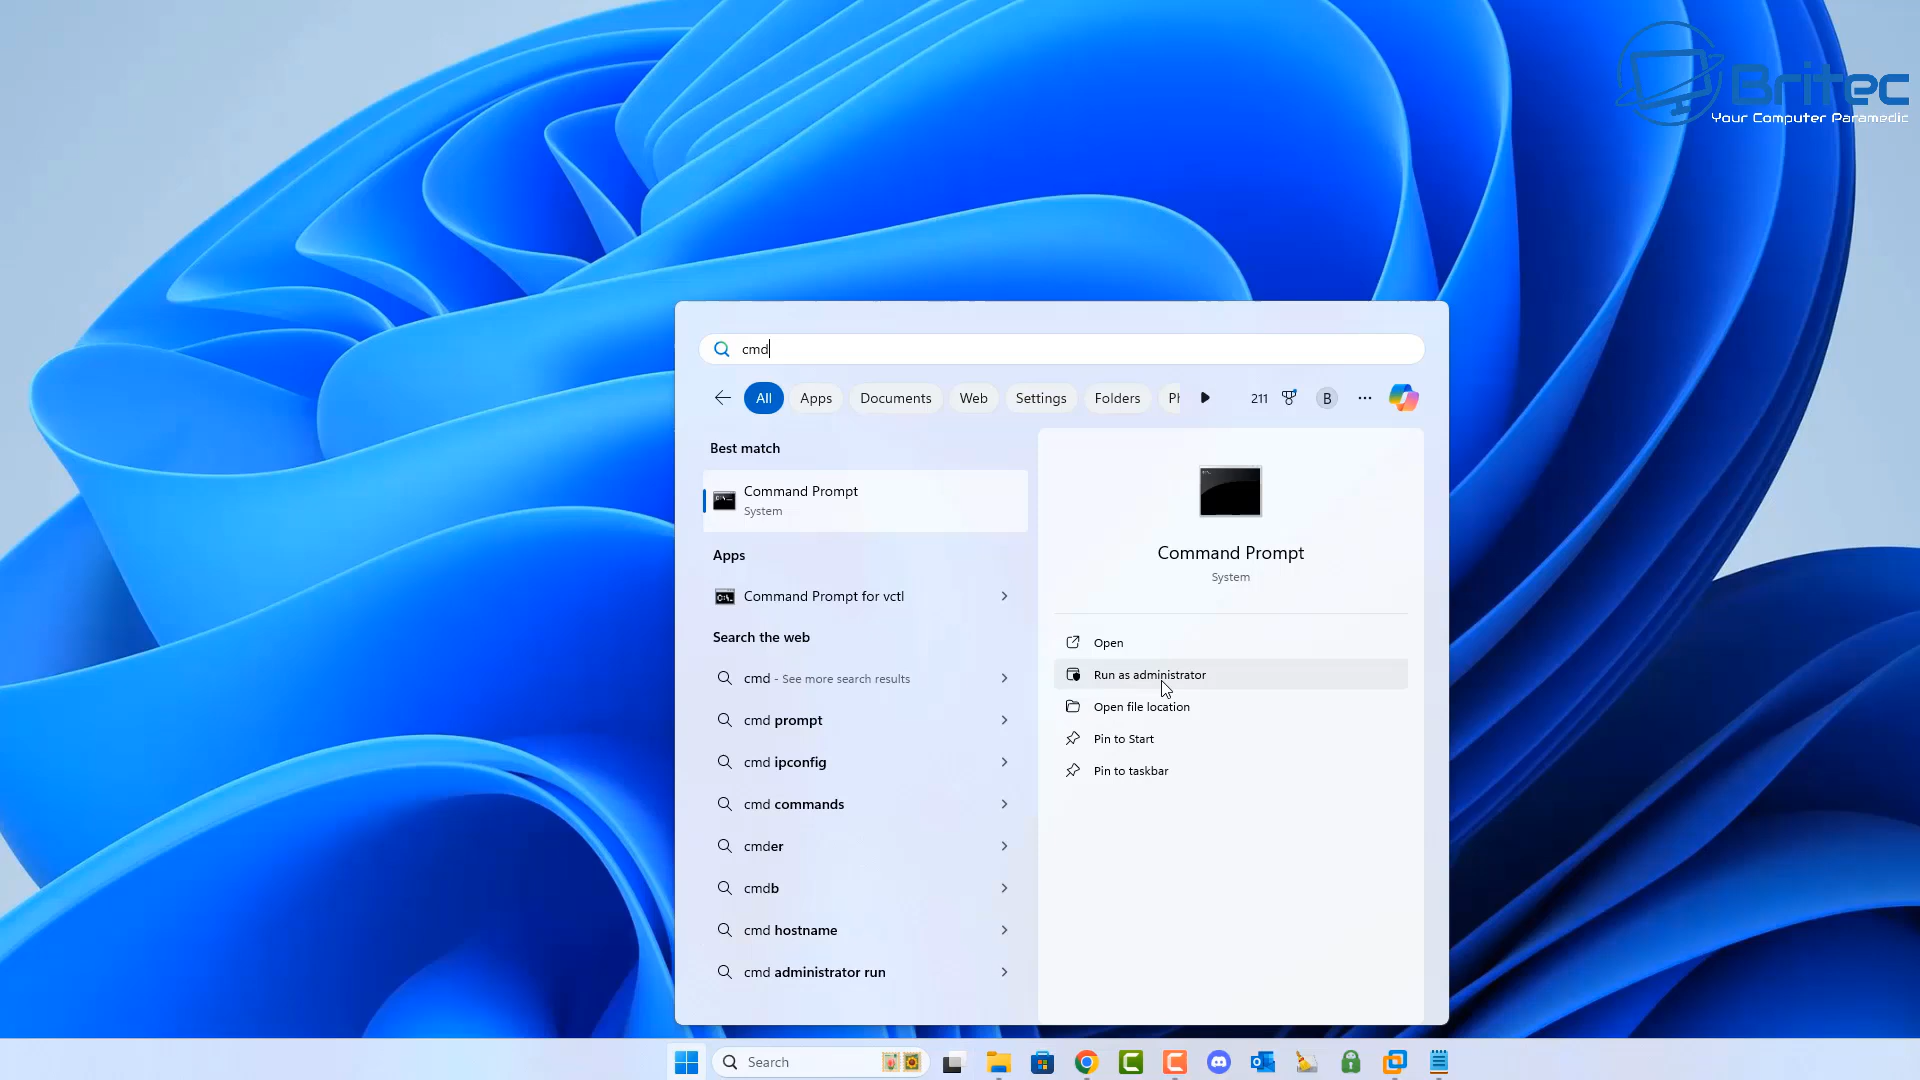 Britec
Your Computer Paramedic
cmd
All
Apps
Documents
Web
Settings
Folders
211
B
Best match
Command Prompt
System
Apps
Command Prompt for vctl
Search the web
cmd - See more search results
cmd prompt
cmd ipconfig
cmd commands
cmder
cmdb
cmd hostname
cmd administrator run
Command Prompt
System
Open
Run as administrator
Open file location
Pin to Start
Pin to taskbar
Search